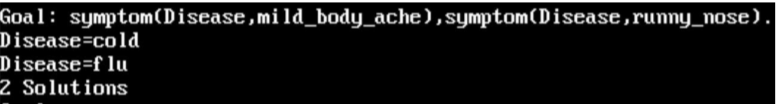 Goal: symptom(Disease,mild_body_ache),symptom(Disease,runny_nose).
Disease=cold
Disease=flu
2 Solutions